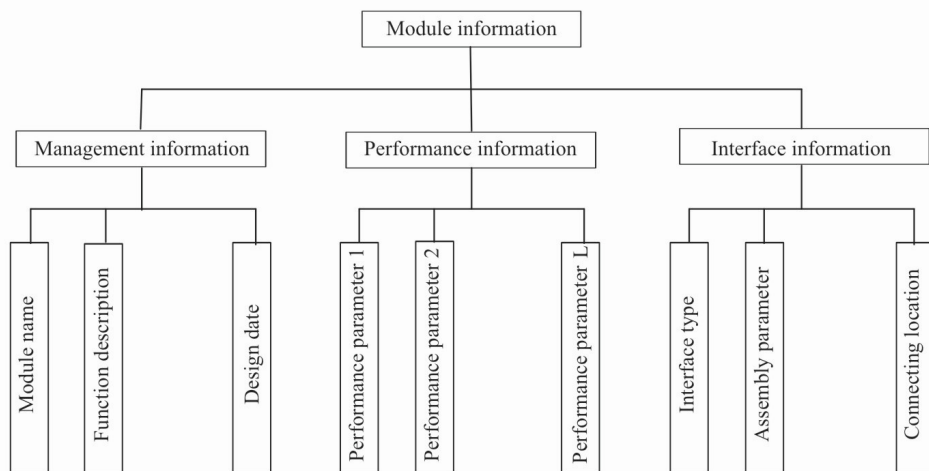 Module information
Management information
Performance information
Interface information
Module name
Function description
Design date
Performance parameter 1
Performance parameter 2
Performance parameter L
Interface type
Assembly parameter
Connecting location